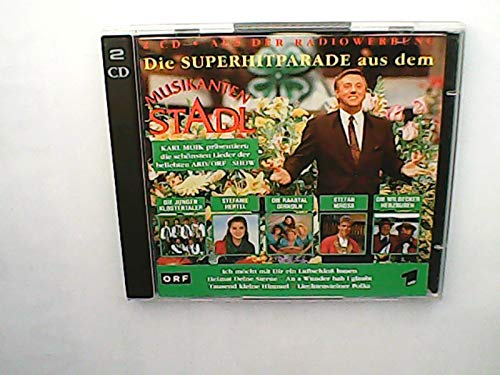 2
CD
2 CD • AUS DER RADIOWERBUNG
Die SUPERHITPARADE aus dem
MUSIKANTEN
STADL
KARL MOIK präsentiert:
die schönsten Lieder der
beliebten ARD/ORF - SHOW
DIE JUNGEN
KLOSTERTALER
STEFANIE
HERTEL
DIE KAASTAL
DIRNDLN
STEFAN
MROSS
DIE WILDECKER
HERZBUBEN
Ich möcht mit Dir ein Luftschloß bauen
Heimat Deine Sterne An a Wunder hab i glaubt
Tausend kleine Himmel Liechtensteiner Polka
ORF